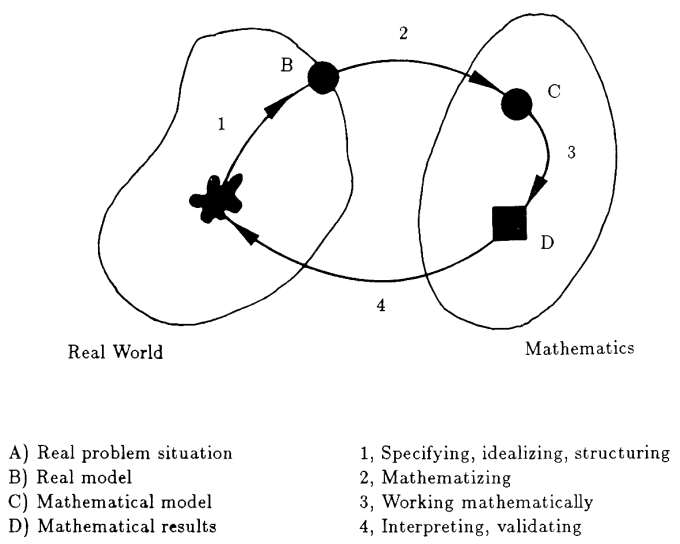 2
B
C
1
3
D
4
Real World
Mathematics
A) Real problem situation
B) Real model
C) Mathematical model
D) Mathematical results
1, Specifying, idealizing, structuring
2, Mathematizing
3, Working mathematically
4, Interpreting, validating